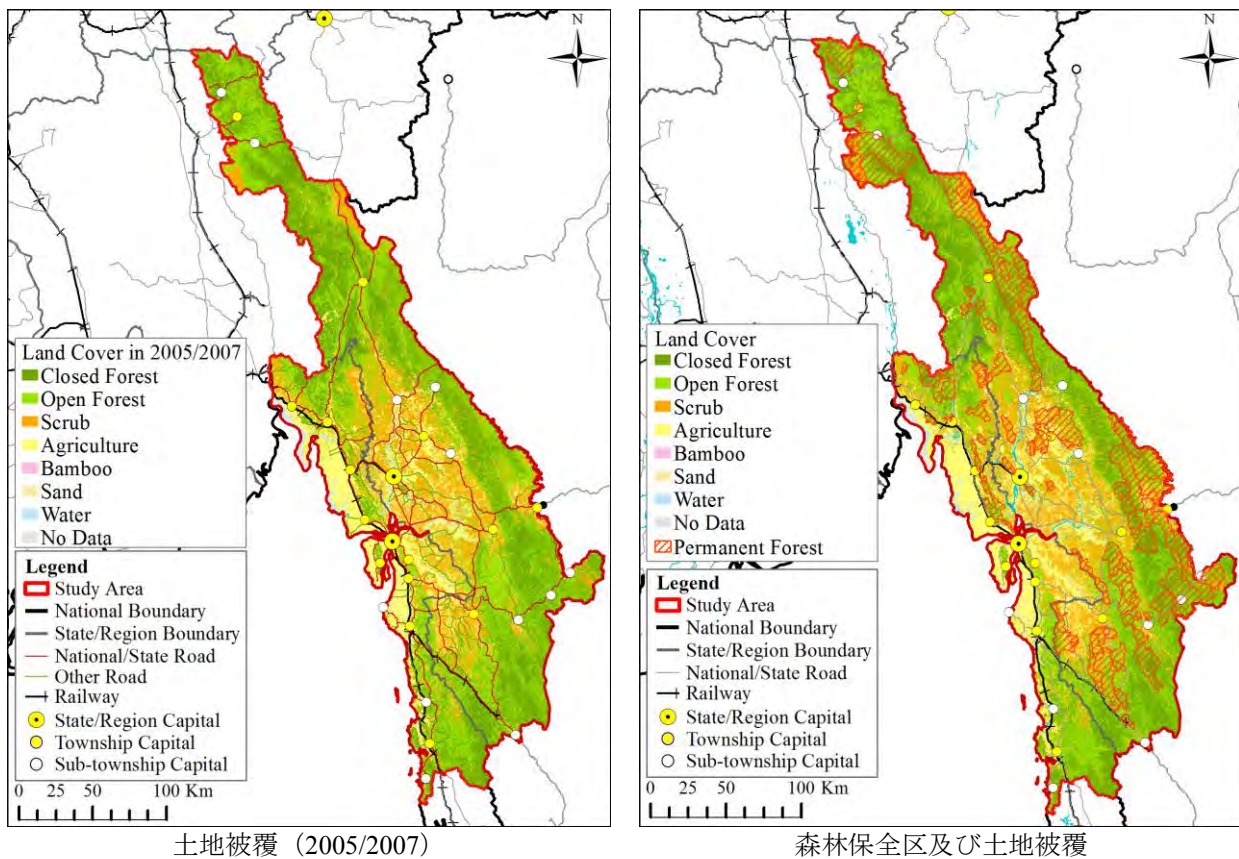 N
Land Cover in 2005/2007
Closed Forest
Open Forest
Scrub
Agriculture
Bamboo
Sand
Water
No Data
Legend
Study Area
National Boundary
State/Region Boundary
National/State Road
Other Road
Railway
State/Region Capital
Township Capital
Sub-township Capital
0 25 50 100 Km
土地被覆（2005/2007）
N
Land Cover
Closed Forest
Open Forest
Scrub
Agriculture
Bamboo
Sand
Water
No Data
Permanent Forest
Legend
Study Area
National Boundary
State/Region Boundary
National/State Road
Railway
State/Region Capital
Township Capital
Sub-township Capital
0 25 50 100 Km
森林保全区及び土地被覆